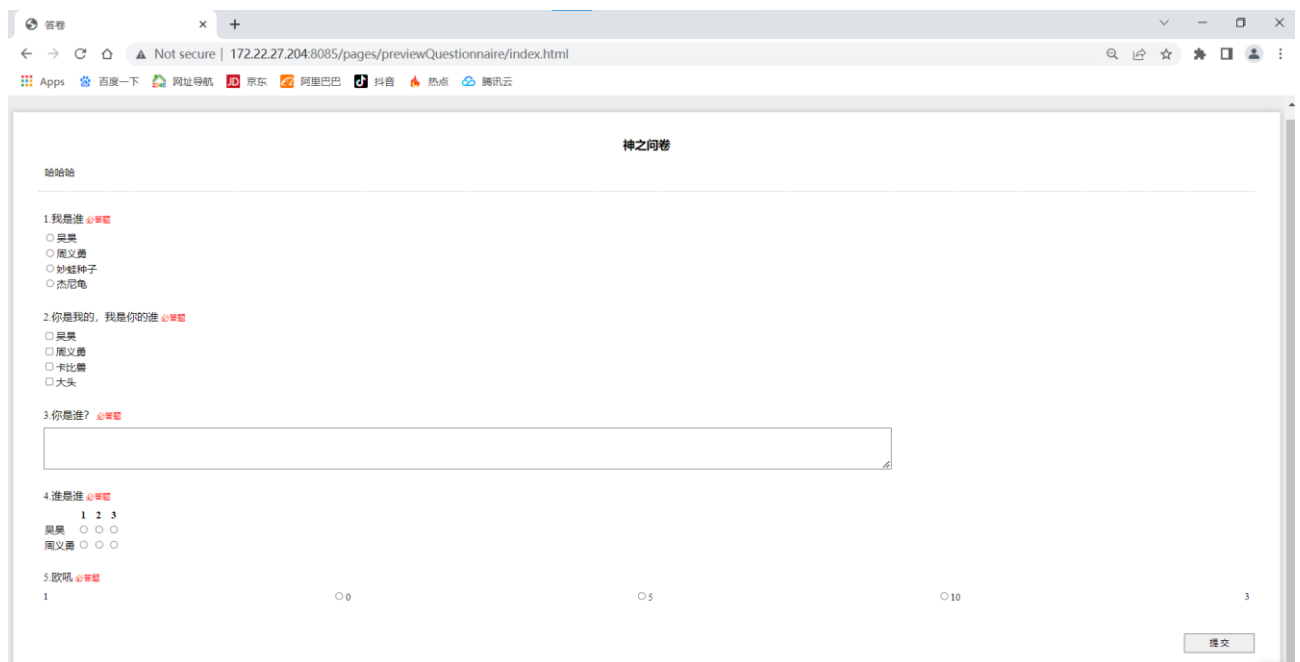 答卷
Not secure | 172.22.27.204:8085/pages/previewQuestionnaire/index.html
Apps 百度一下 网址导航 JD 京东 阿里巴巴 抖音 热点 腾讯云
神之问卷
哈哈哈
1.我是谁 必答题
吴昊
周义勇
妙蛙种子
杰尼龟
2.你是我的，我是你的谁 必答题
吴昊
周义勇
卡比兽
大头
3.你是谁？ 必答题
4.谁是谁 必答题
1 2 3
吴昊
周义勇
5.欧吼 必答题
1 0 5 10 3
提交